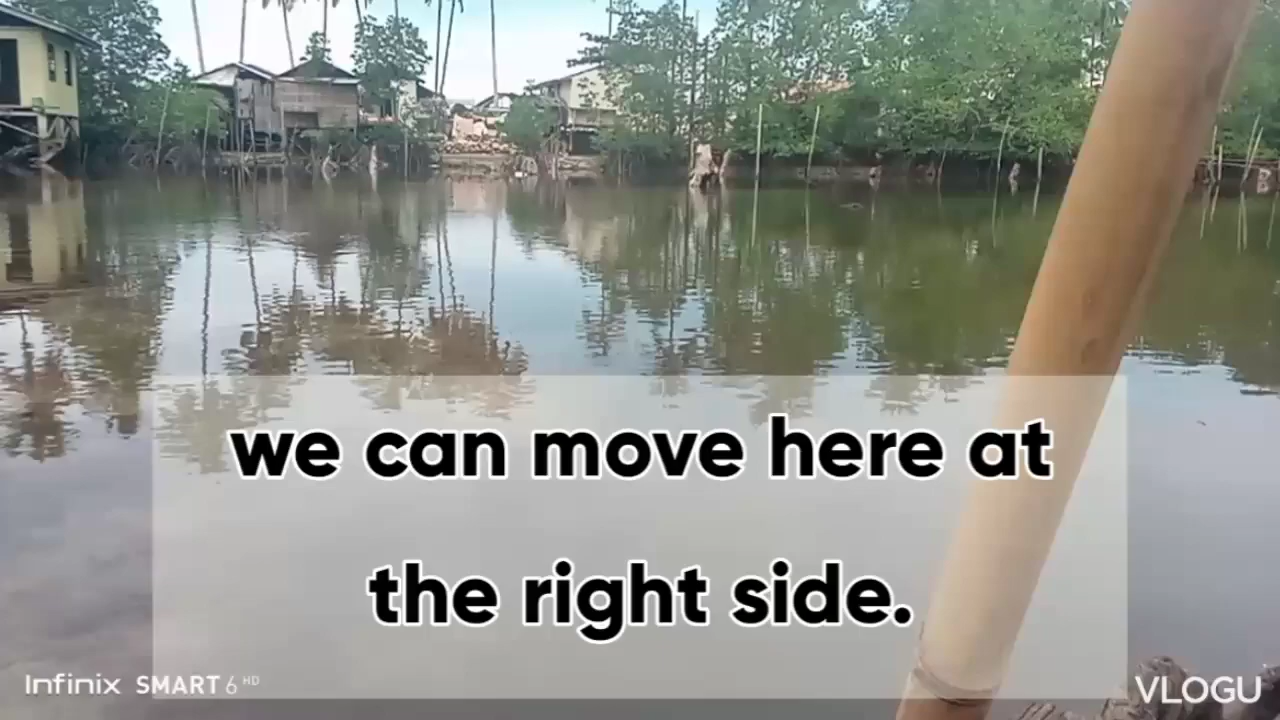 we can move here at
the right side.
Infinix SMART 6 HD
VLOGU